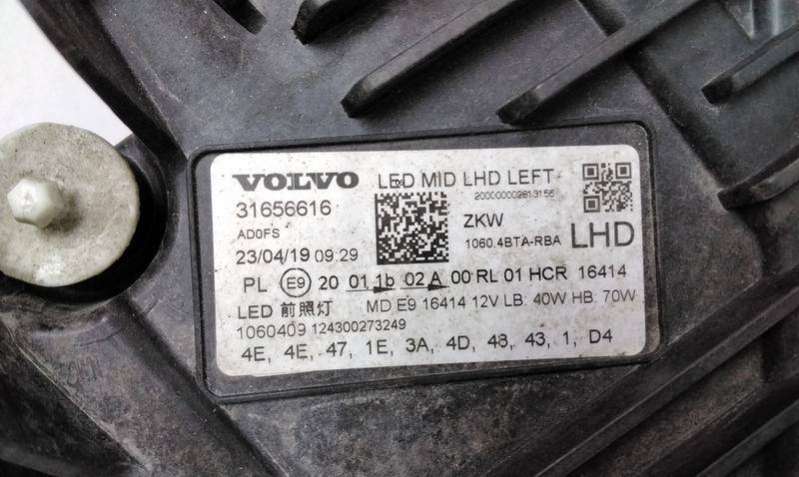 VOLVO LED MID LHD LEFT
31656616
ZKW
AD0FS
1060.4BTA-RBA LHD
23/04/19 09:29
PL E9 20 01 1b 02 A 00 RL 01 HCR 16414
LED 前照灯 MD E9 16414 12V LB: 40W HB: 70W
1060409 124300273249
4E, 4E, 47, 1E, 3A, 4D, 48, 43, 1, D4